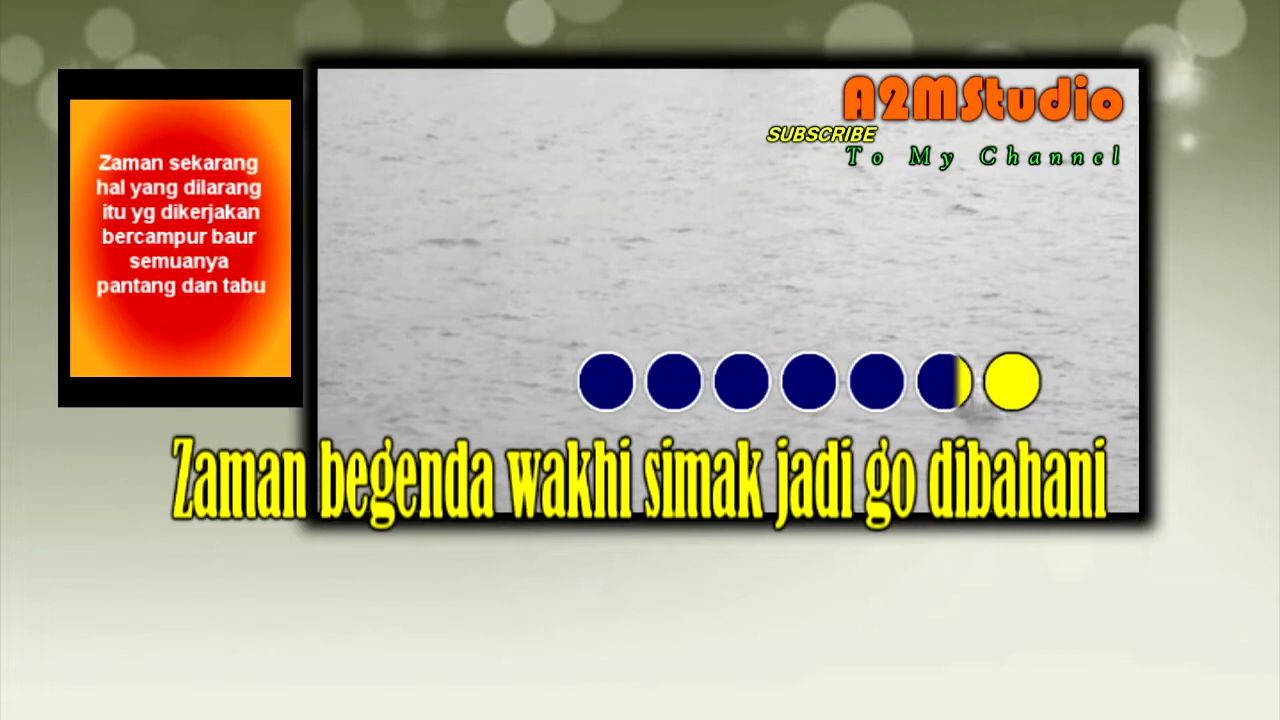 Zaman sekarang
hal yang dilarang
itu yg dikerjakan
bercampur baur
semuanya
pantang dan tabu
A2MStudio
SUBSCRIBE
To My Channel
Zaman begenda wakhi simak jadi go dibahani